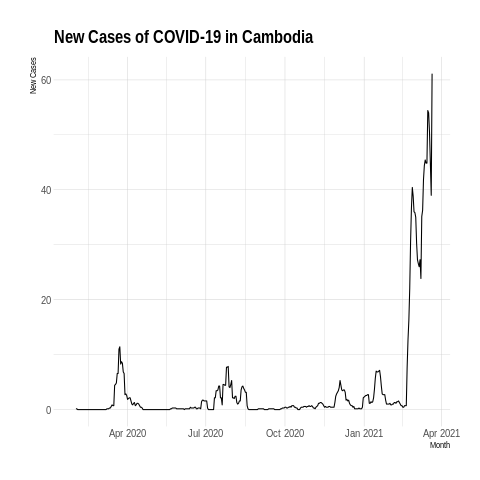 New Cases of COVID-19 in Cambodia
New Cases
60
40
20
0
Apr 2020 Jul 2020 Oct 2020 Jan 2021 Apr 2021
Month